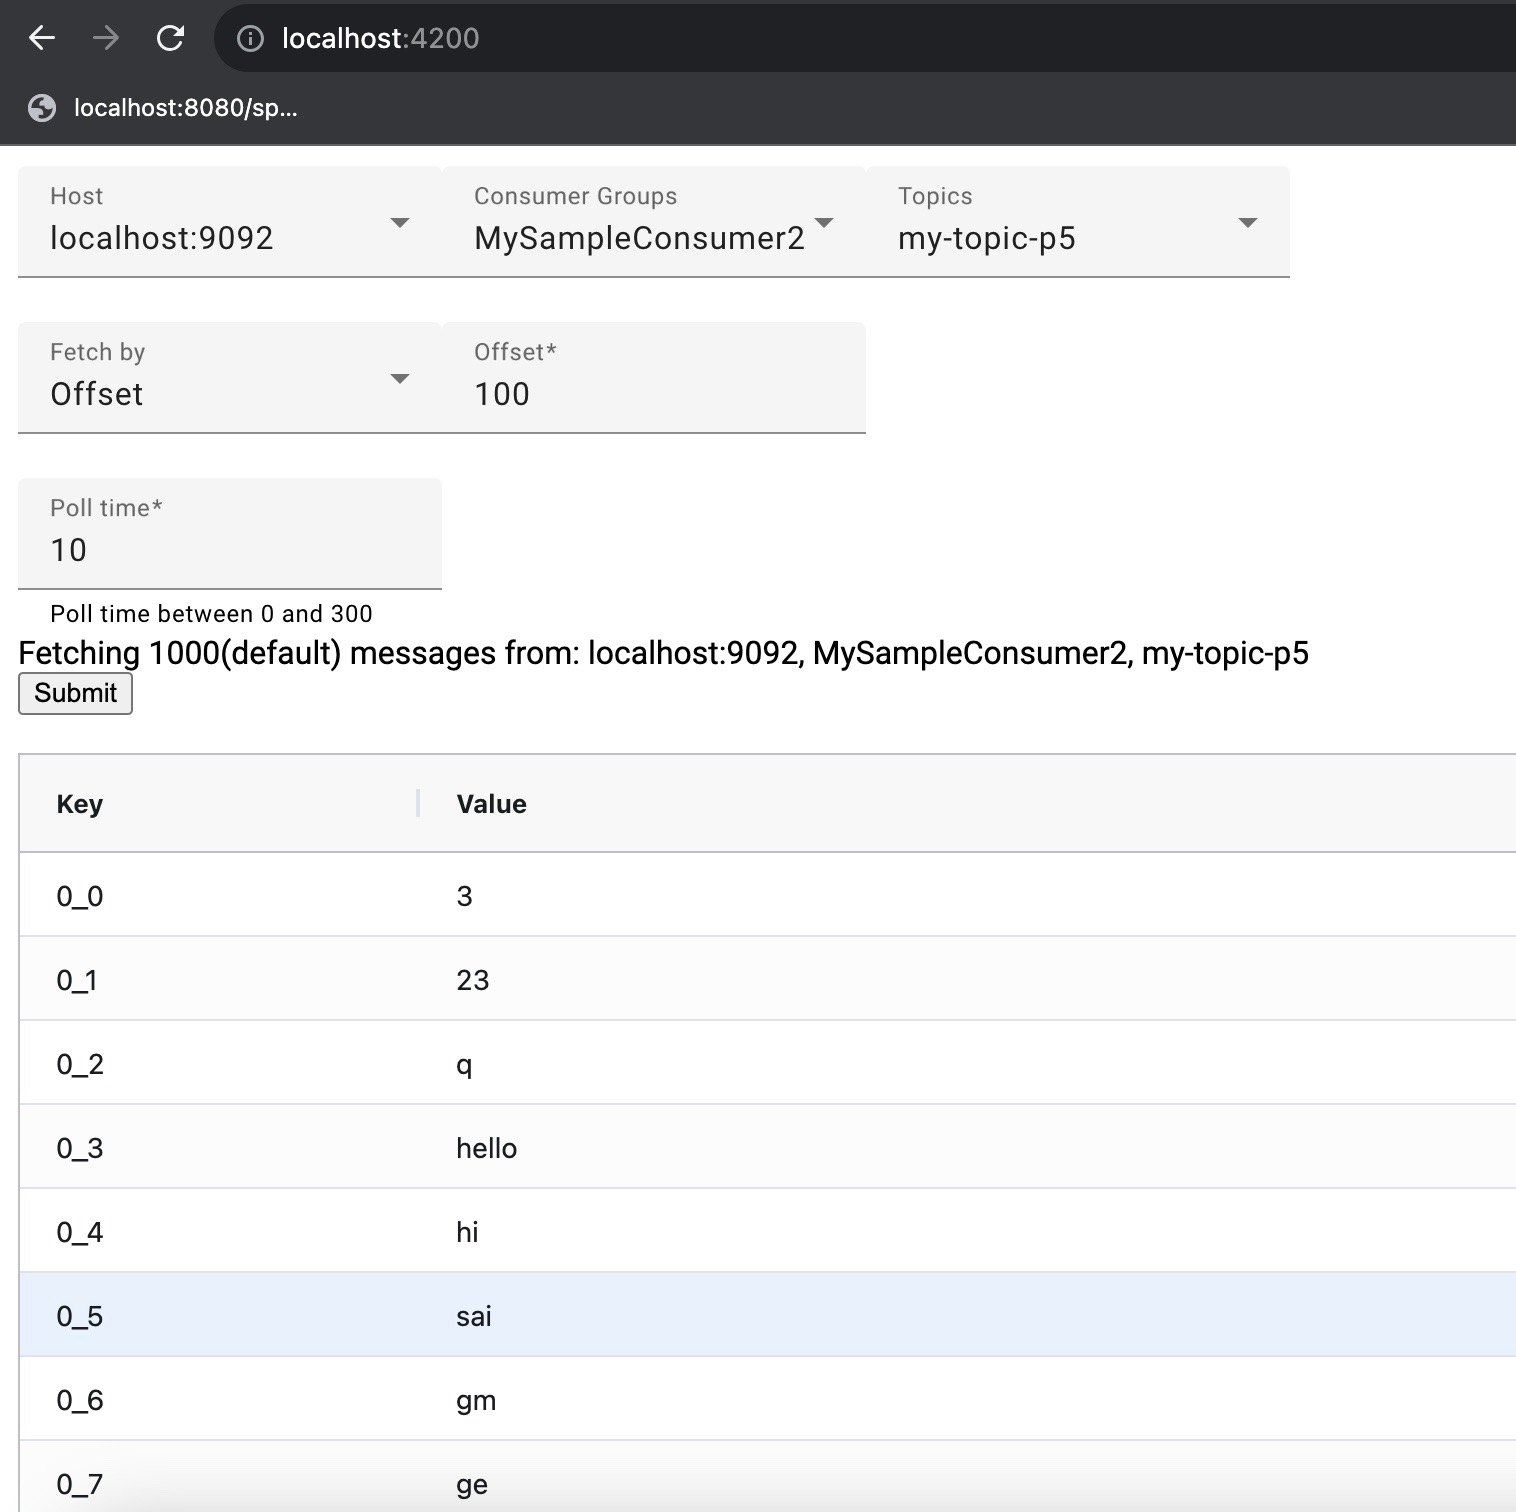 localhost:4200
localhost:8080/sp...
Host Consumer Groups Topics
localhost:9092 MySampleConsumer2 my-topic-p5
Fetch by Offset*
Offset 100
Poll time*
10
Poll time between 0 and 300
Fetching 1000(default) messages from: localhost:9092, MySampleConsumer2, my-topic-p5
Submit
Key Value
0_0 3
0_1 23
0_2 q
0_3 hello
0_4 hi
0_5 sai
0_6 gm
0_7 ge